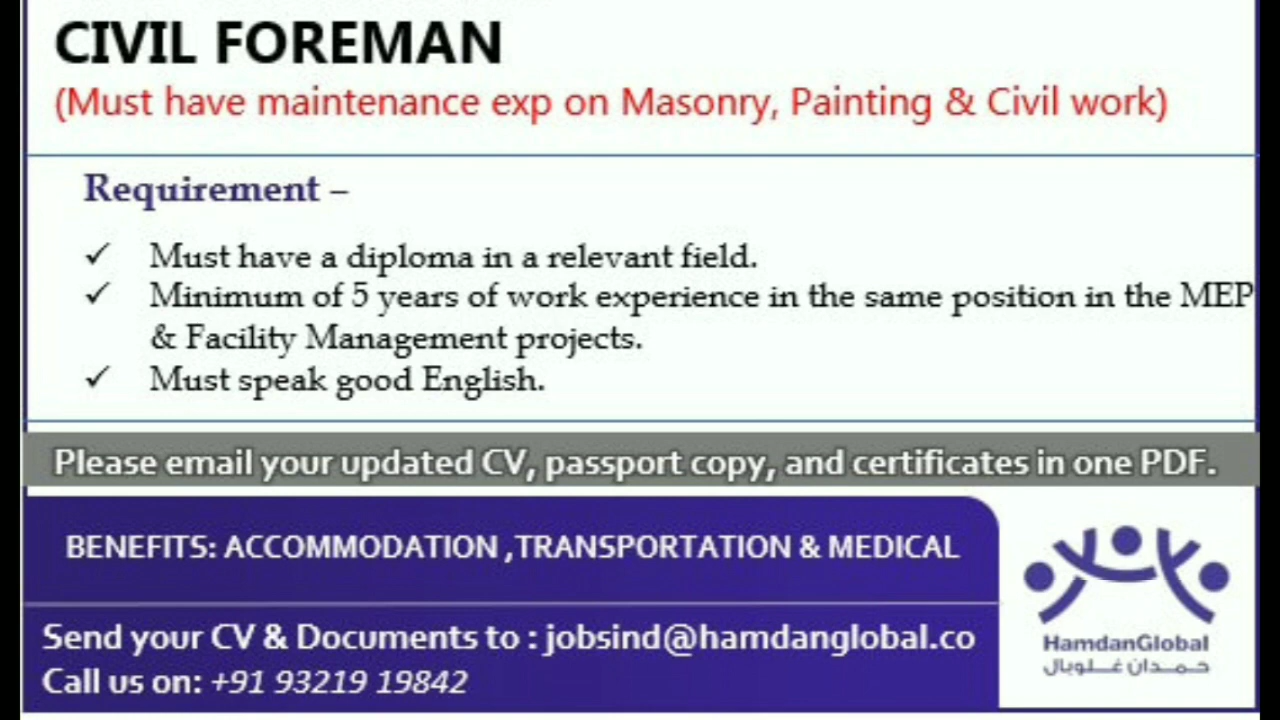 CIVIL FOREMAN
(Must have maintenance exp on Masonry, Painting & Civil work)
Requirement –
✓ Must have a diploma in a relevant field.
✓ Minimum of 5 years of work experience in the same position in the MEP
& Facility Management projects.
✓ Must speak good English.
Please email your updated CV, passport copy, and certificates in one PDF.
BENEFITS: ACCOMMODATION ,TRANSPORTATION & MEDICAL
Send your CV & Documents to : jobsind@hamdanglobal.co
Call us on: +91 93219 19842
HamdanGlobal
حمدان غلوبال